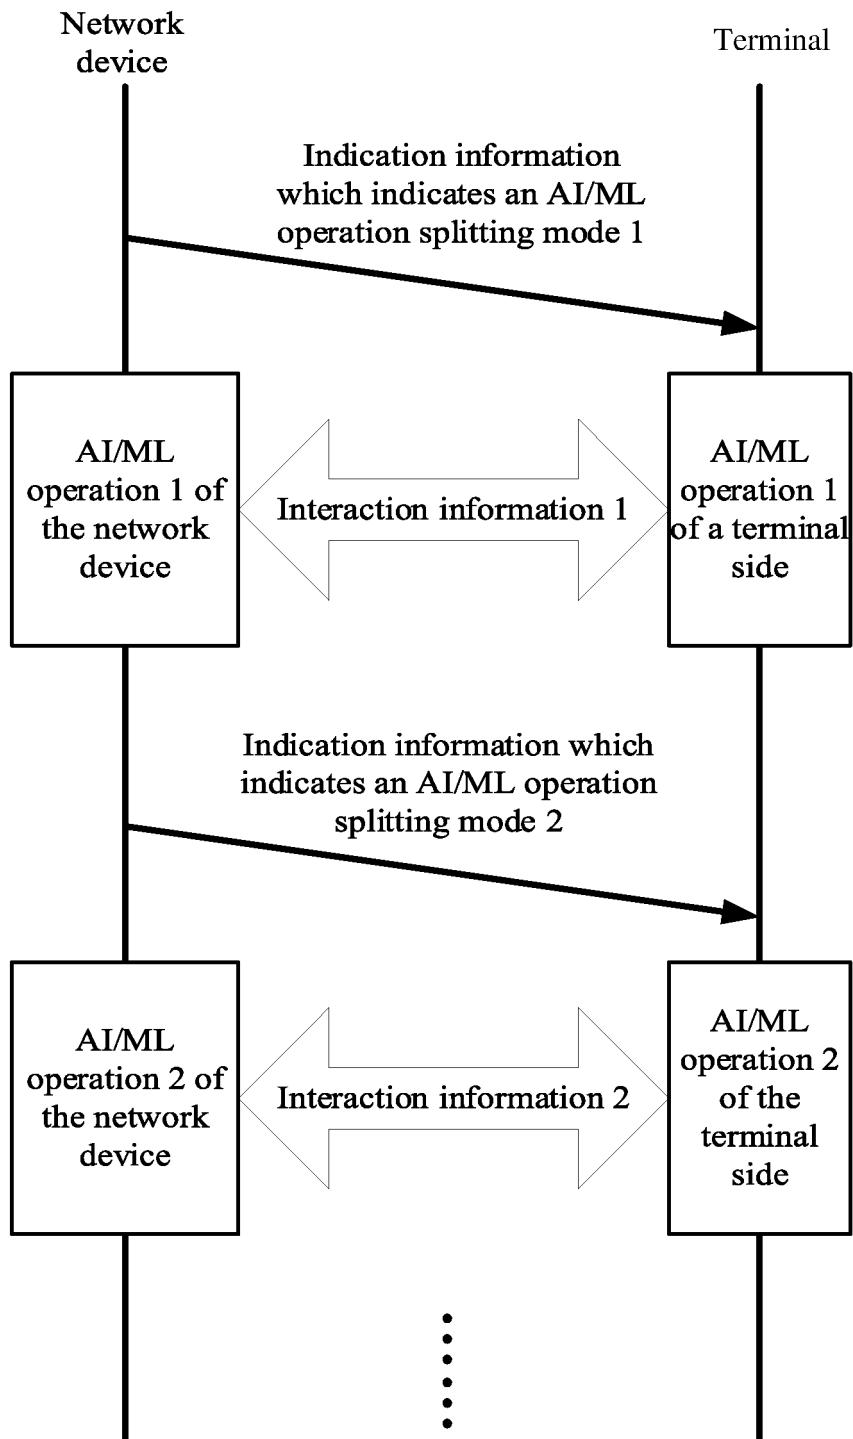 Network
device
Terminal
Indication information
which indicates an AI/ML
operation splitting mode 1
AI/ML
operation 1 of
the network
device
Interaction information 1
AI/ML
operation 1
of a terminal
side
Indication information which
indicates an AI/ML operation
splitting mode 2
AI/ML
operation 2 of
the network
device
Interaction information 2
AI/ML
operation 2
of the
terminal
side